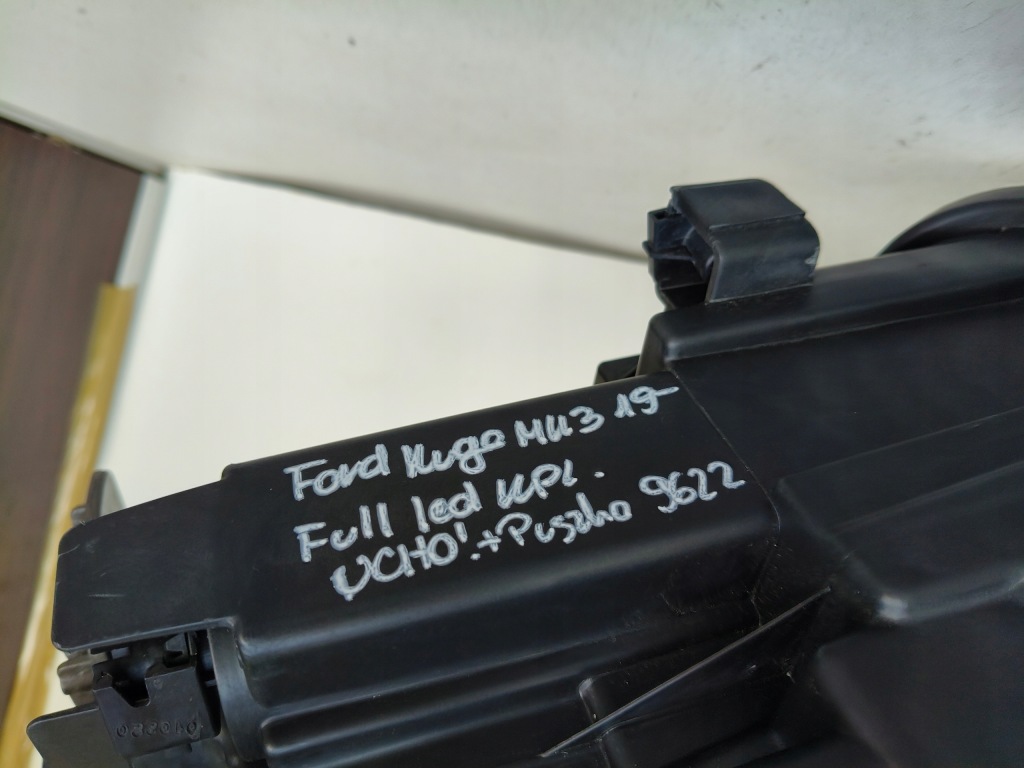 Ford Kuga MK3 19-
Full led KPL.
UCHO!+Puszka 9622